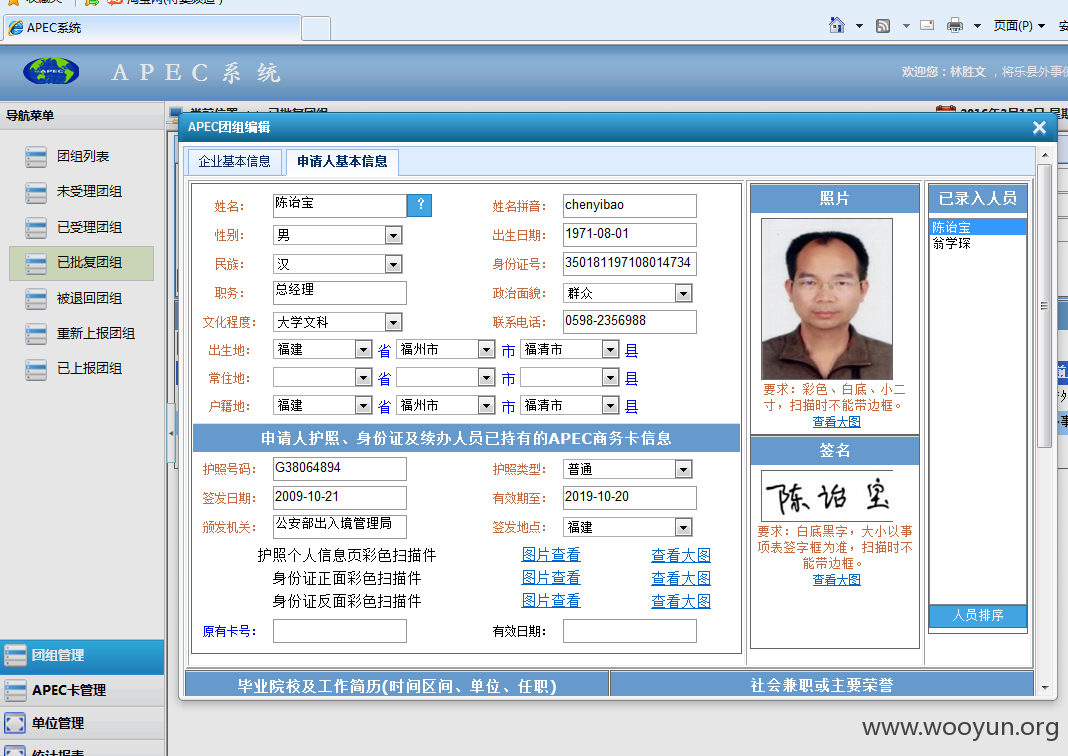 APEC系统
页面(P)
APEC系统
欢迎您：林胜文 ，将乐县外事侨
导航菜单
团组列表
未受理团组
已受理团组
已批复团组
被退回团组
重新上报团组
已上报团组
团组管理
APEC卡管理
单位管理
统计报表
APEC团组编辑
企业基本信息 申请人基本信息
姓名： 陈诒宝 ? 姓名拼音： chenyibao
性别： 男 出生日期： 1971-08-01
民族： 汉 身份证号： 350181197108014734
职务： 总经理 政治面貌： 群众
文化程度： 大学文科 联系电话： 0598-2356988
出生地： 福建 省 福州市 市 福清市 县
常住地： 省 市 县
户籍地： 福建 省 福州市 市 福清市 县
申请人护照、身份证及续办人员已持有的APEC商务卡信息
护照号码： G38064894 护照类型： 普通
签发日期： 2009-10-21 有效期至： 2019-10-20
颁发机关： 公安部出入境管理局 签发地点： 福建
护照个人信息页彩色扫描件 图片查看 查看大图
身份证正面彩色扫描件 图片查看 查看大图
身份证反面彩色扫描件 图片查看 查看大图
原有卡号： 有效日期：
照片
要求：彩色、白底、小二
寸，扫描时不能带边框。
查看大图
签名
陈诒宝
要求：白底黑字，大小以事
项表签字框为准，扫描时不
能带边框。
查看大图
已录入人员
陈诒宝
翁学琛
人员排序
毕业院校及工作简历(时间区间、单位、任职) 社会兼职或主要荣誉
www.wooyun.org